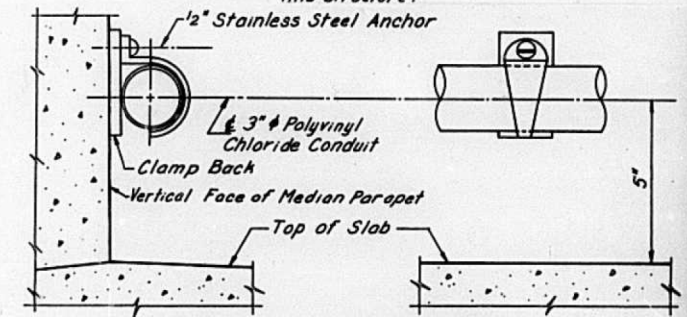 1/2" Stainless Steel Anchor
℄ 3" ϕ Polyvinyl
Chloride Conduit
Clamp Back
Vertical Face of Median Parapet
Top of Slab
5"